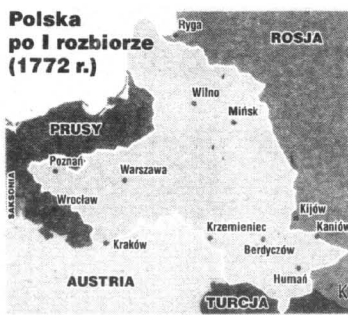 Polska
po I rozbiorze
(1772 r.)
Ryga
ROSJA
Wilno
Mińsk
PRUSY
Poznań
Warszawa
SAKSONIA
Wrocław
Kijów
Kaniów
Krzemieniec
Kraków
Berdyczów
Humań
AUSTRIA
TURCJA
K